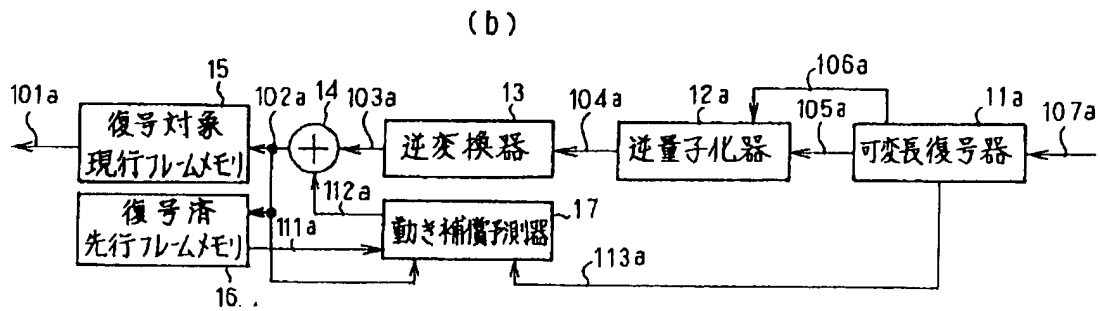 (b)
15
101a
復号対象
現行フレームメモリ
102a
14
103a
13
逆変換器
104a
12a
逆量子化器
106a
105a
11a
可変長復号器
107a
復号済
先行フレームメモリ
16
111a
112a
動き補償予測器
17
113a